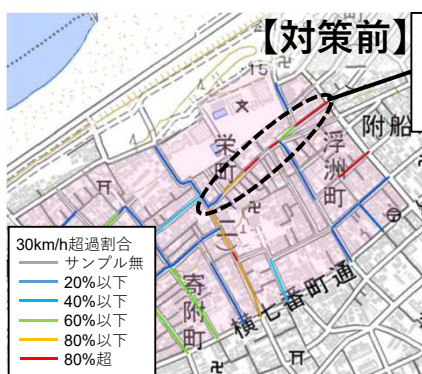 【対策前】
15
附船
浮洲町
栄町
(二)
寄附町
横七番町通
30km/h超過割合
サンプル無
20%以下
40%以下
60%以下
80%以下
80%超